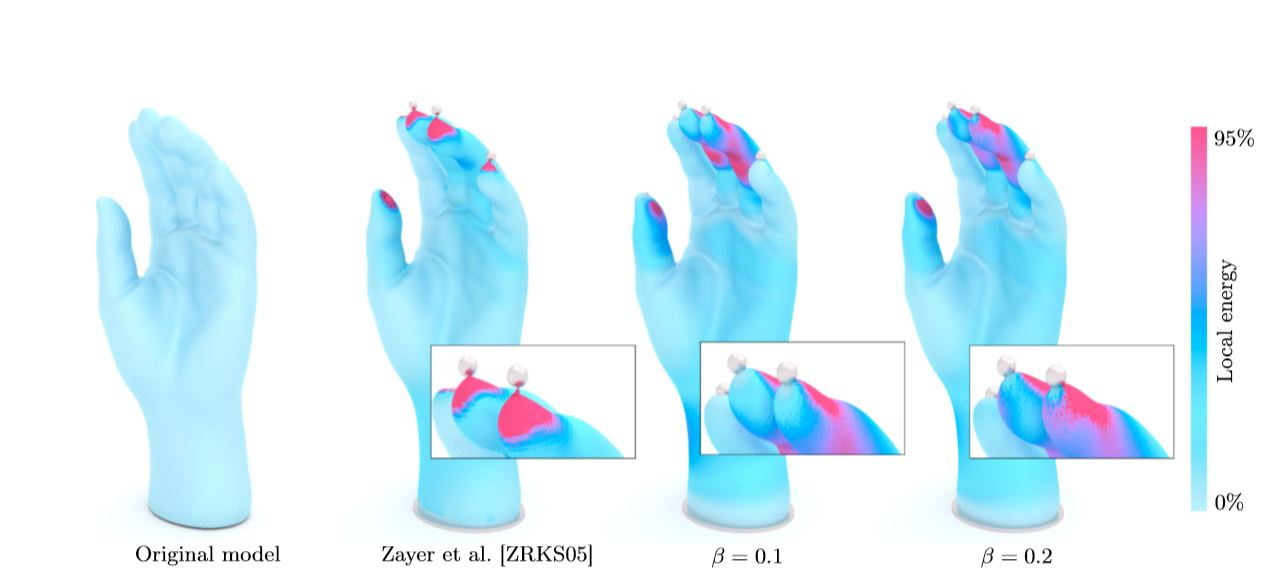 95%
Local energy
0%
Original model
Zayer et al. [ZRKS05]
β = 0.1
β = 0.2